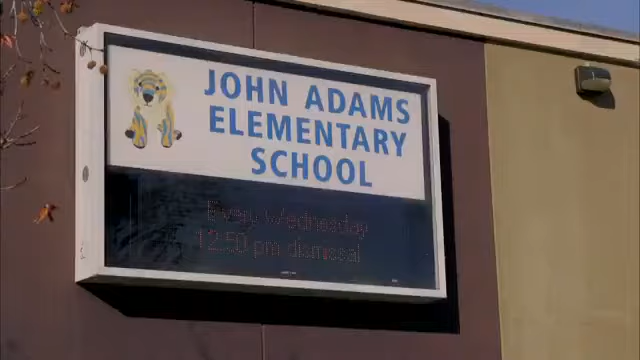 JOHN ADAMS
ELEMENTARY
SCHOOL
Every Wednesday
12:50 pm dismissal